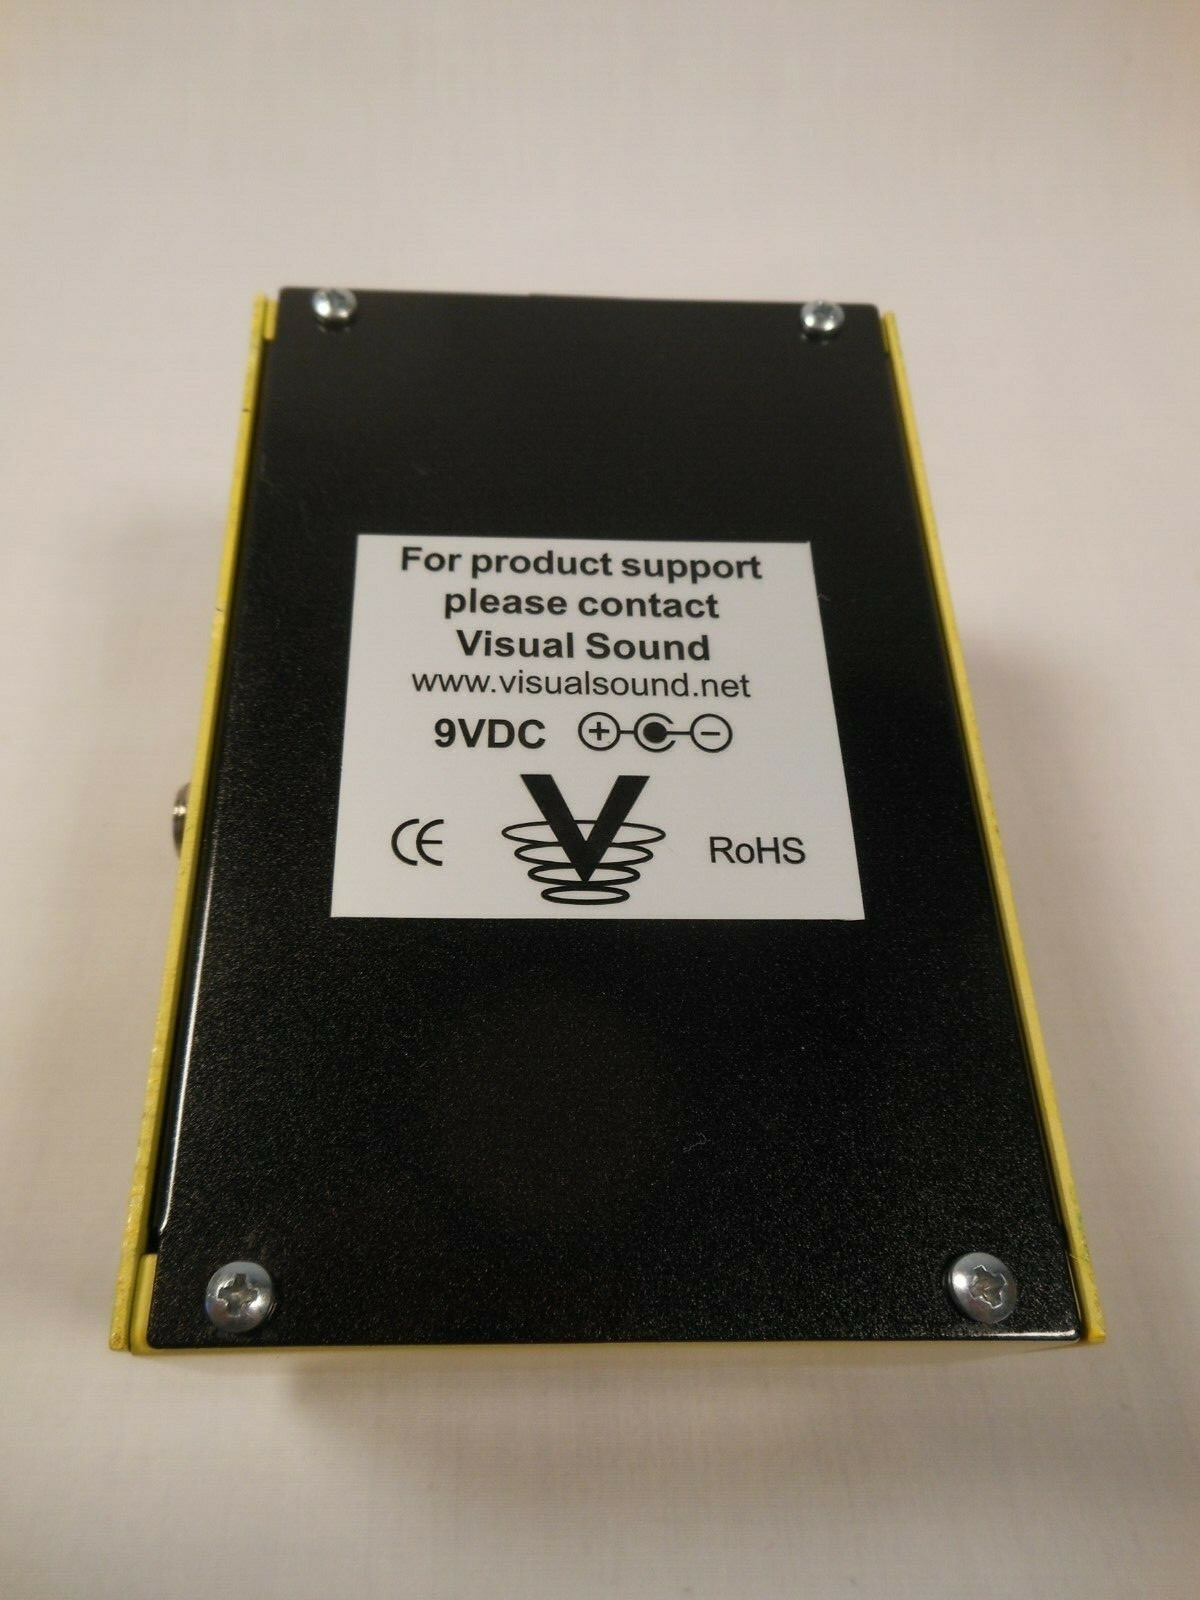 For product support
please contact
Visual Sound
www.visualsound.net
9VDC + -
V
CE RoHS